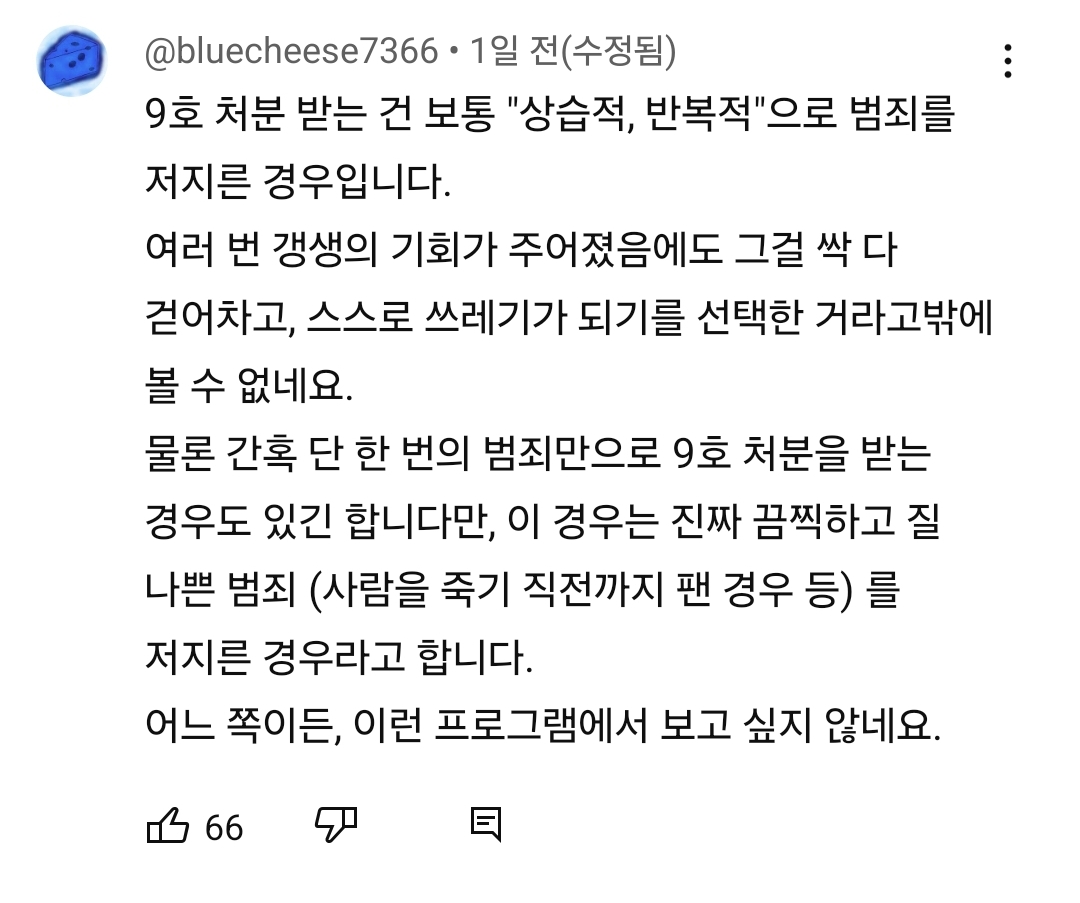 @bluecheese7366 • 1일 전(수정됨)
9호 처분 받는 건 보통 "상습적, 반복적"으로 범죄를
저지른 경우입니다.
여러 번 갱생의 기회가 주어졌음에도 그걸 싹 다
걷어차고, 스스로 쓰레기가 되기를 선택한 거라고밖에
볼 수 없네요.
물론 간혹 단 한 번의 범죄만으로 9호 처분을 받는
경우도 있긴 합니다만, 이 경우는 진짜 끔찍하고 질
나쁜 범죄 (사람을 죽기 직전까지 팬 경우 등) 를
저지른 경우라고 합니다.
어느 쪽이든, 이런 프로그램에서 보고 싶지 않네요.
66